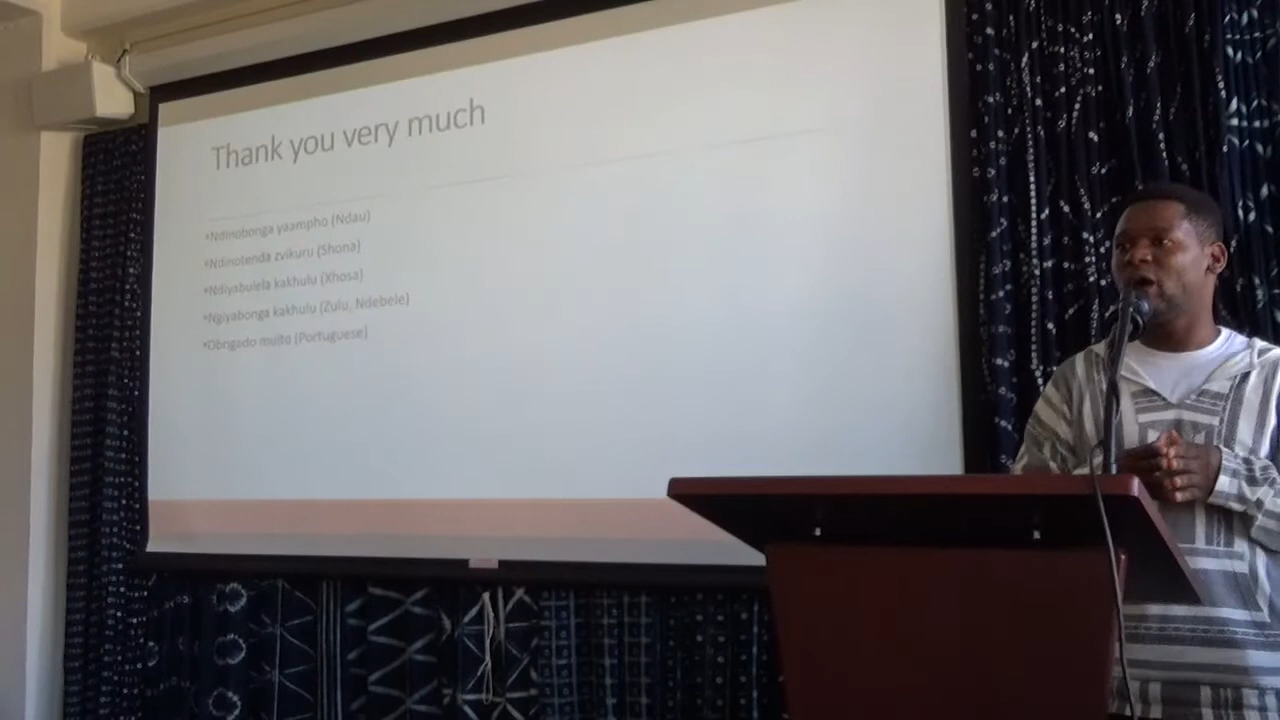 Thank you very much
•Ndinobonga yaampho (Ndau)
•Ndinotenda zvikuru (Shona)
•Ndiyabulela kakhulu (Xhosa)
•Ngiyabonga kakhulu (Zulu, Ndebele)
•Obrigado muito (Portuguese)